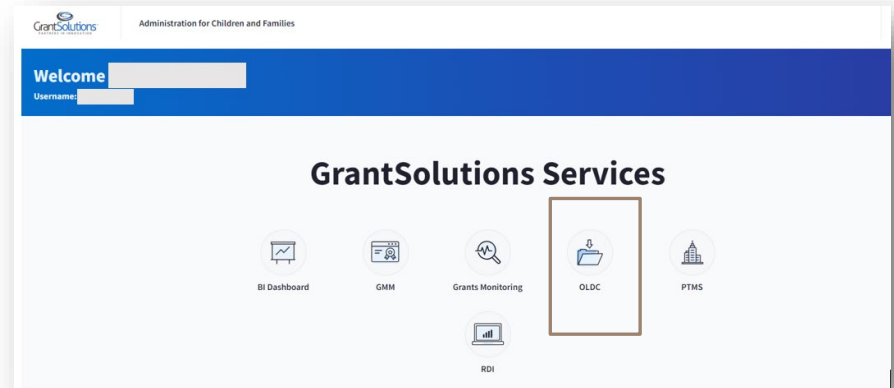 GrantSolutions
Administration for Children and Families
Welcome
Username:
GrantSolutions Services
BI Dashboard
GMM
Grants Monitoring
OLDC
PTMS
RDI